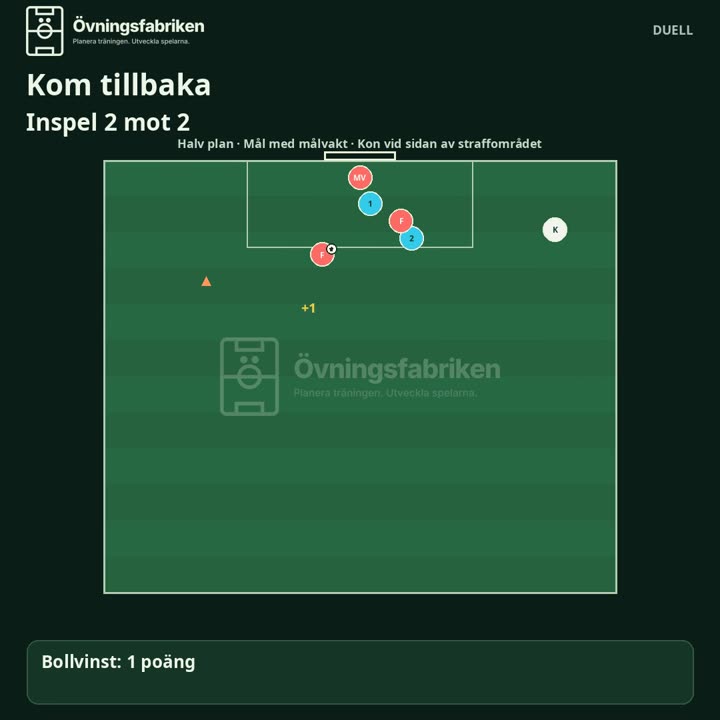 Övningsfabriken
Planera träningen. Utveckla spelarna.
DUELL
Kom tillbaka
Inspel 2 mot 2
Halv plan · Mål med målvakt · Kon vid sidan av straffområdet
MV
1
F
2
K
F
+1
Övningsfabriken
Planera träningen. Utveckla spelarna.
Bollvinst: 1 poäng